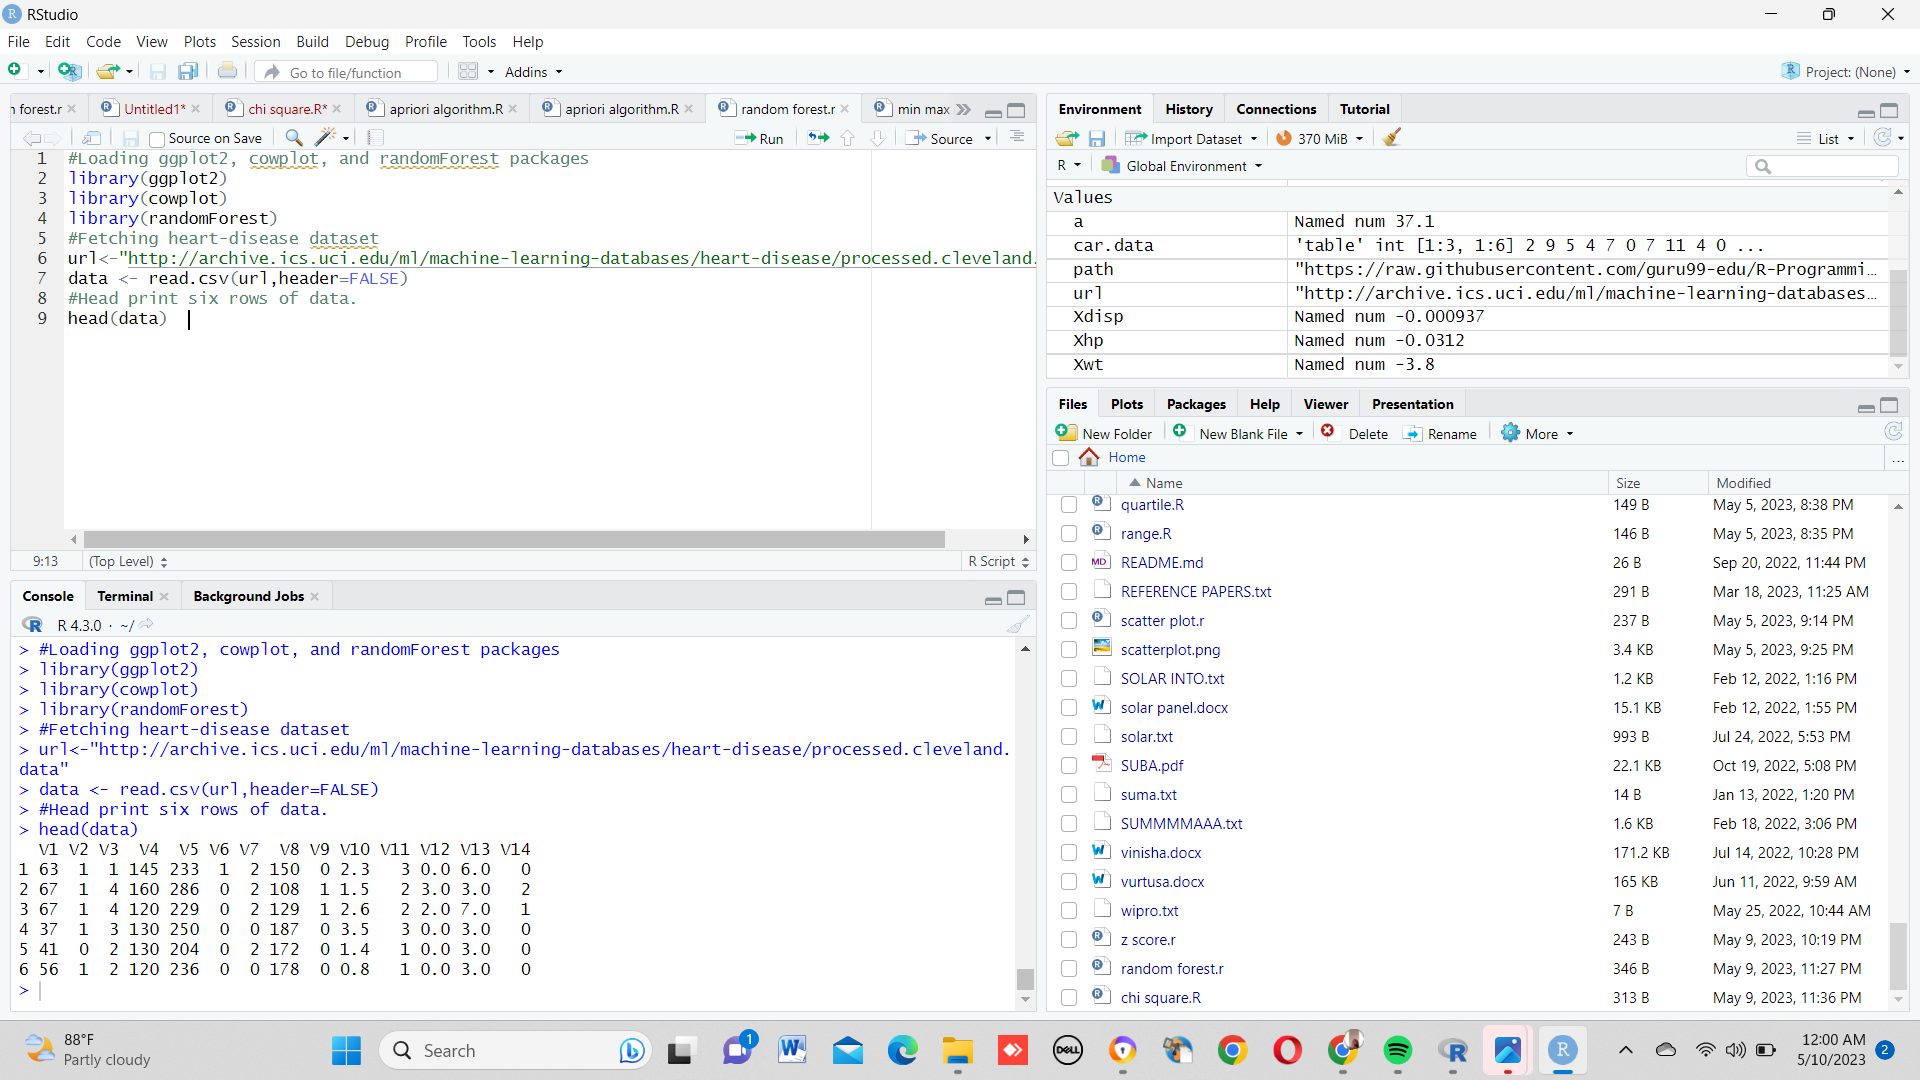 RStudio
File Edit Code View Plots Session Build Debug Profile Tools Help
Go to file/function Addins Project: (None)
forest.r Untitled1* chi square.R* apriori algorithm.R apriori algorithm.R random forest.r min max
Source on Save Run Source
1 #Loading ggplot2, cowplot, and randomForest packages
2 library(ggplot2)
3 library(cowplot)
4 library(randomForest)
5 #Fetching heart-disease dataset
6 url<-"http://archive.ics.uci.edu/ml/machine-learning-databases/heart-disease/processed.cleveland.
7 data <- read.csv(url,header=FALSE)
8 #Head print six rows of data.
9 head(data)
9:13 (Top Level) R Script
Console Terminal Background Jobs
R 4.3.0 · ~/
> #Loading ggplot2, cowplot, and randomForest packages
> library(ggplot2)
> library(cowplot)
> library(randomForest)
> #Fetching heart-disease dataset
> url<-"http://archive.ics.uci.edu/ml/machine-learning-databases/heart-disease/processed.cleveland.
data"
> data <- read.csv(url,header=FALSE)
> #Head print six rows of data.
> head(data)
V1 V2 V3 V4 V5 V6 V7 V8 V9 V10 V11 V12 V13 V14
1 63 1 1 145 233 1 2 150 0 2.3 3 0.0 6.0 0
2 67 1 4 160 286 0 2 108 1 1.5 2 3.0 3.0 2
3 67 1 4 120 229 0 2 129 1 2.6 2 2.0 7.0 1
4 37 1 3 130 250 0 0 187 0 3.5 3 0.0 3.0 0
5 41 0 2 130 204 0 2 172 0 1.4 1 0.0 3.0 0
6 56 1 2 120 236 0 0 178 0 0.8 1 0.0 3.0 0
>
Environment History Connections Tutorial
Import Dataset 370 MiB List
R Global Environment
Values
a Named num 37.1
car.data 'table' int [1:3, 1:6] 2 9 5 4 7 0 7 11 4 0 ...
path "https://raw.githubusercontent.com/guru99-edu/R-Programmi…
url "http://archive.ics.uci.edu/ml/machine-learning-databases…
Xdisp Named num -0.000937
Xhp Named num -0.0312
Xwt Named num -3.8
Files Plots Packages Help Viewer Presentation
New Folder New Blank File Delete Rename More
Home ...
Name Size Modified
quartile.R 149 B May 5, 2023, 8:38 PM
range.R 146 B May 5, 2023, 8:35 PM
README.md 26 B Sep 20, 2022, 11:44 PM
REFERENCE PAPERS.txt 291 B Mar 18, 2023, 11:25 AM
scatter plot.r 237 B May 5, 2023, 9:14 PM
scatterplot.png 3.4 KB May 5, 2023, 9:25 PM
SOLAR INTO.txt 1.2 KB Feb 12, 2022, 1:16 PM
solar panel.docx 15.1 KB Feb 12, 2022, 1:55 PM
solar.txt 993 B Jul 24, 2022, 5:53 PM
SUBA.pdf 22.1 KB Oct 19, 2022, 5:08 PM
suma.txt 14 B Jan 13, 2022, 1:20 PM
SUMMMMAAA.txt 1.6 KB Feb 18, 2022, 3:06 PM
vinisha.docx 171.2 KB Jul 14, 2022, 10:28 PM
vurtusa.docx 165 KB Jun 11, 2022, 9:59 AM
wipro.txt 7 B May 25, 2022, 10:44 AM
z score.r 243 B May 9, 2023, 10:19 PM
random forest.r 346 B May 9, 2023, 11:27 PM
chi square.R 313 B May 9, 2023, 11:36 PM
88°F
Partly cloudy
Search
1
DELL
12:00 AM
5/10/2023
2